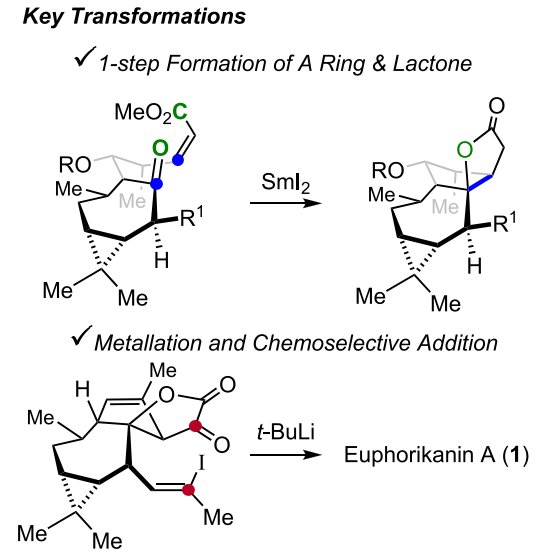 Key Transformations
✓ 1-step Formation of A Ring & Lactone
MeO₂C
O
RO
Me
Me
R¹
H
Me
Me
SmI₂
O
O
RO
Me
Me
R¹
H
Me
Me
✓ Metallation and Chemoselective Addition
H
Me
O
O
Me
O
I
Me
Me
Me
t-BuLi
Euphorikanin A (1)